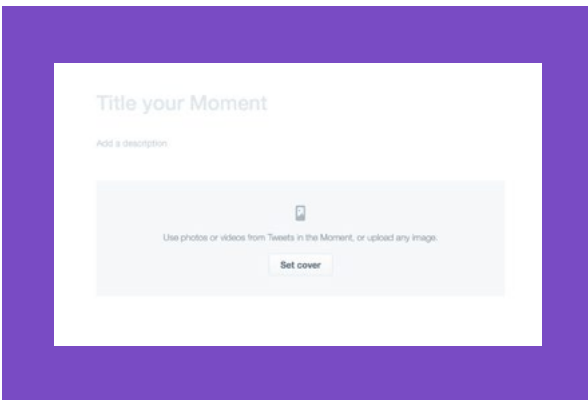 Title your Moment
Add a description
Use photos or videos from Tweets in the Moment, or upload any image.
Set cover